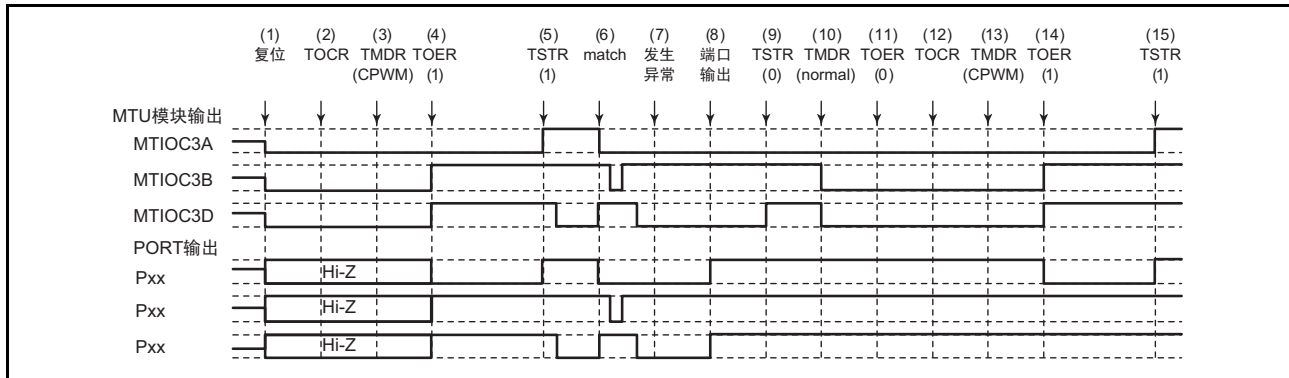 (1) (2) (3) (4) (5) (6) (7) (8) (9) (10) (11) (12) (13) (14) (15)
复位 TOCR TMDR TOER TSTR match 发生 端口 TSTR TMDR TOER TOCR TMDR TOER TSTR
(CPWM) (1) (1) 异常 输出 (0) (normal) (0) (CPWM) (1) (1)
MTU模块输出
MTIOC3A
MTIOC3B
MTIOC3D
PORT输出
Pxx Hi-Z
Pxx Hi-Z
Pxx Hi-Z